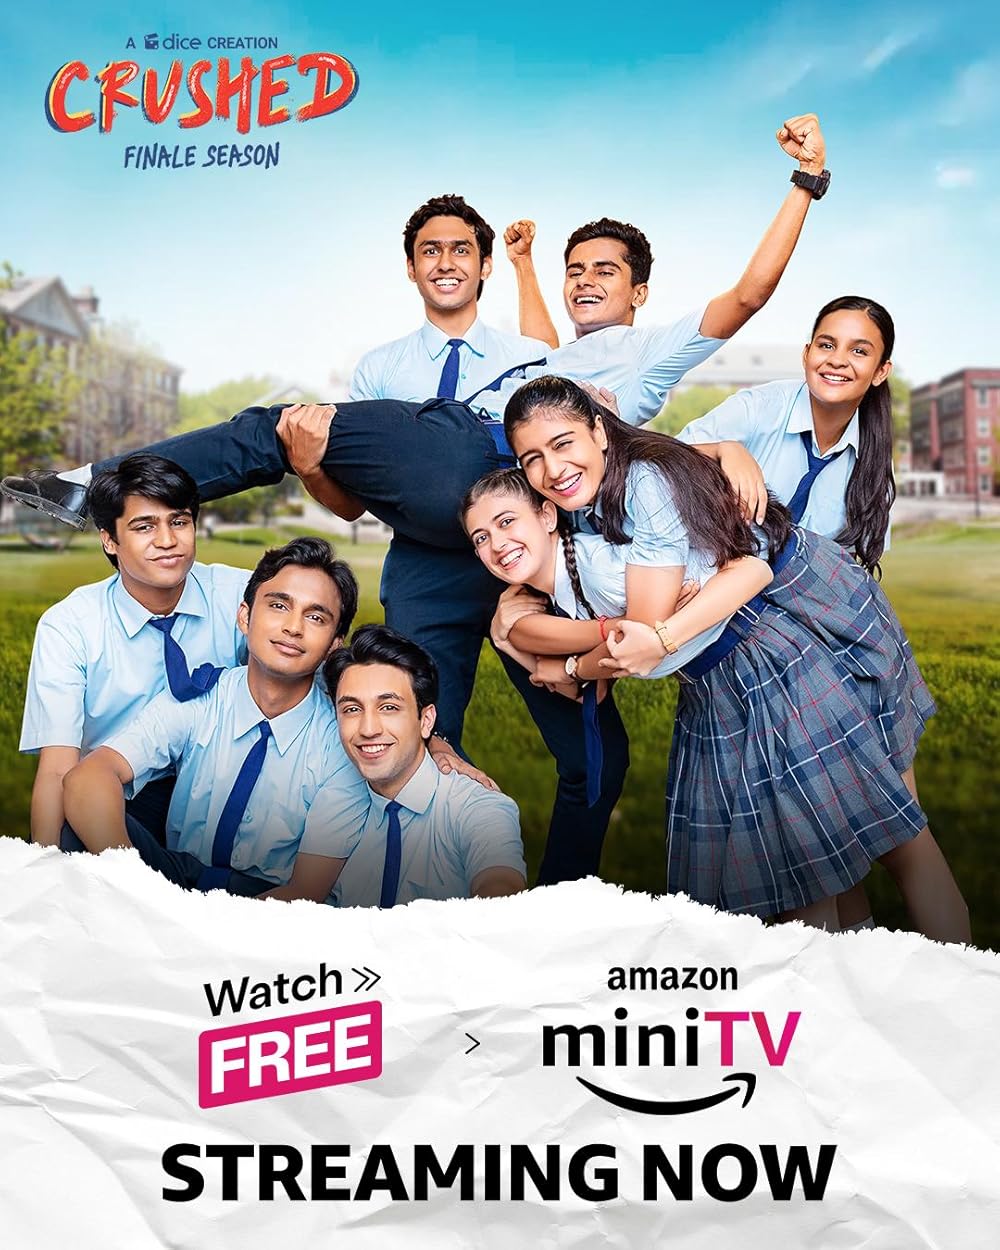 A dice CREATION
CRUSHED
FINALE SEASON
Watch >>
FREE
>
amazon
miniTV
STREAMING NOW